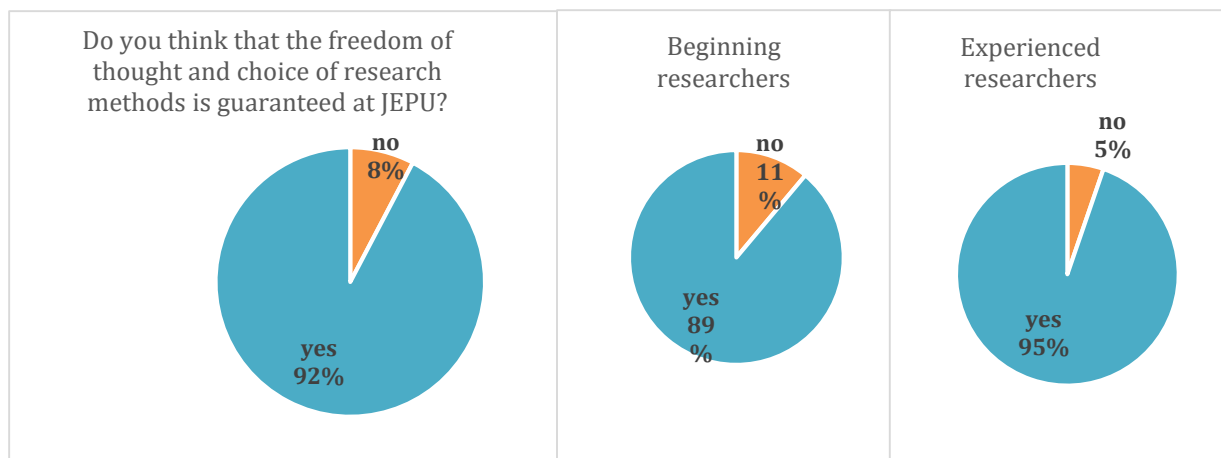 Do you think that the freedom of
thought and choice of research
methods is guaranteed at JEPU?
no
8%
yes
92%
Beginning
researchers
no
11
%
yes
89
%
Experienced
researchers
no
5%
yes
95%